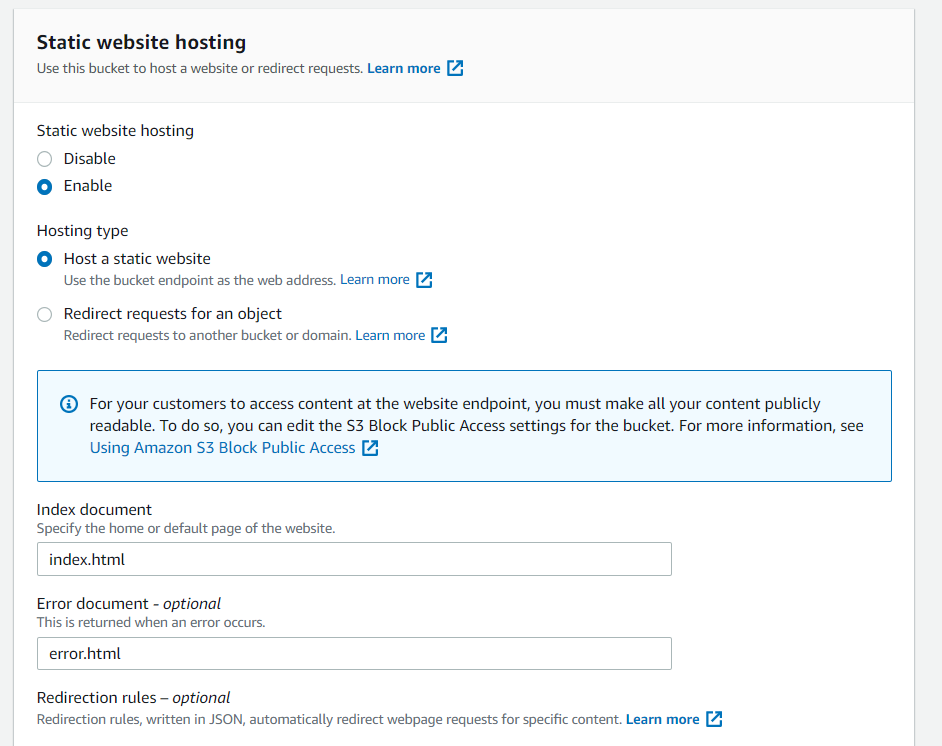 Static website hosting
Use this bucket to host a website or redirect requests. Learn more
Static website hosting
Disable
Enable
Hosting type
Host a static website
Use the bucket endpoint as the web address. Learn more
Redirect requests for an object
Redirect requests to another bucket or domain. Learn more
For your customers to access content at the website endpoint, you must make all your content publicly
readable. To do so, you can edit the S3 Block Public Access settings for the bucket. For more information, see
Using Amazon S3 Block Public Access
Index document
Specify the home or default page of the website.
index.html
Error document - optional
This is returned when an error occurs.
error.html
Redirection rules – optional
Redirection rules, written in JSON, automatically redirect webpage requests for specific content. Learn more